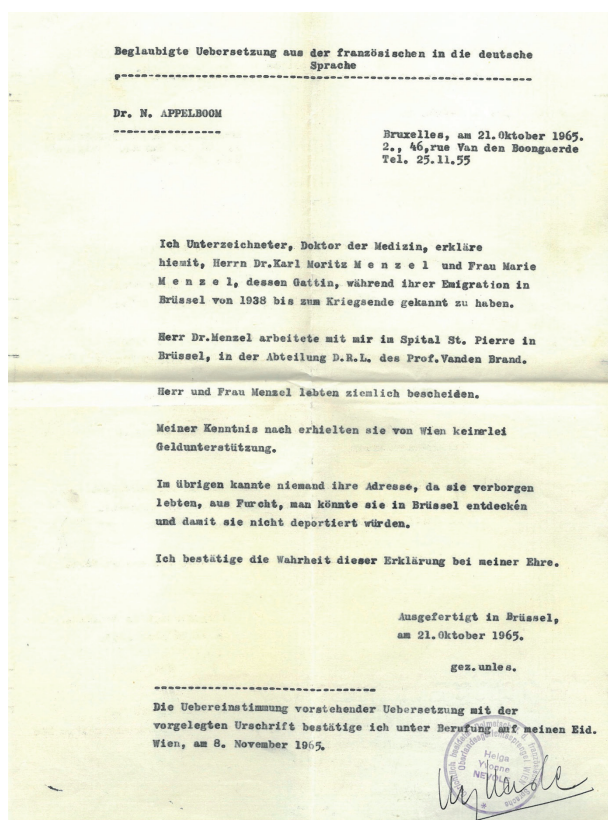 Beglaubigte Uebersetzung aus der französischen in die deutsche
Sprache
Dr. N. APPELBOOM
Bruxelles, am 21.Oktober 1965.
2., 46,rue Van den Boongaerde
Tel. 25.11.55
Ich Unterzeichneter, Doktor der Medizin, erkläre
hiemit, Herrn Dr.Karl Moritz M e n z e l und Frau Marie
M e n z e l, dessen Gattin, während ihrer Emigration in
Brüssel von 1938 bis zum Kriegsende gekannt zu haben.
Herr Dr.Menzel arbeitete mit mir im Spital St. Pierre in
Brüssel, in der Abteilung D.R.L. des Prof.Vanden Brand.
Herr und Frau Menzel lebten ziemlich bescheiden.
Meiner Kenntnis nach erhielten sie von Wien keinrlei
Geldunterstützung.
Im übrigen kannte niemand ihre Adresse, da sie verborgen
lebten, aus Furcht, man könnte sie in Brüssel entdeckén
und damit sie nicht deportiert würden.
Ich bestätige die Wahrheit dieser Erklärung bei meiner Ehre.
Ausgefertigt in Brüssel,
am 21.Oktober 1965.
gez.unles.
Die Uebereinstimmung vorstehender Uebersetzung mit der
vorgelegten Urschrift bestätige ich unter Berufung auf meinen Eid.
Wien, am 8. November 1965.
Helga
Yvonne
NEVOLE